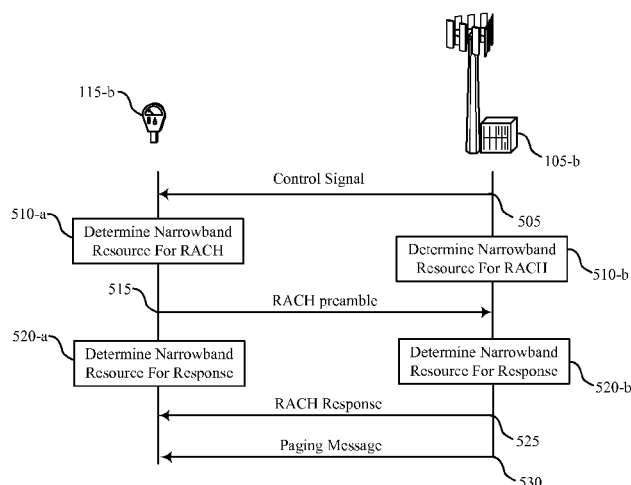 115-b
105-b
Control Signal
505
510-a
Determine Narrowband
Resource For RACH
Determine Narrowband
Resource For RACH
510-b
515
RACH preamble
520-a
Determine Narrowband
Resource For Response
Determine Narrowband
Resource For Response
520-b
RACH Response
525
Paging Message
530